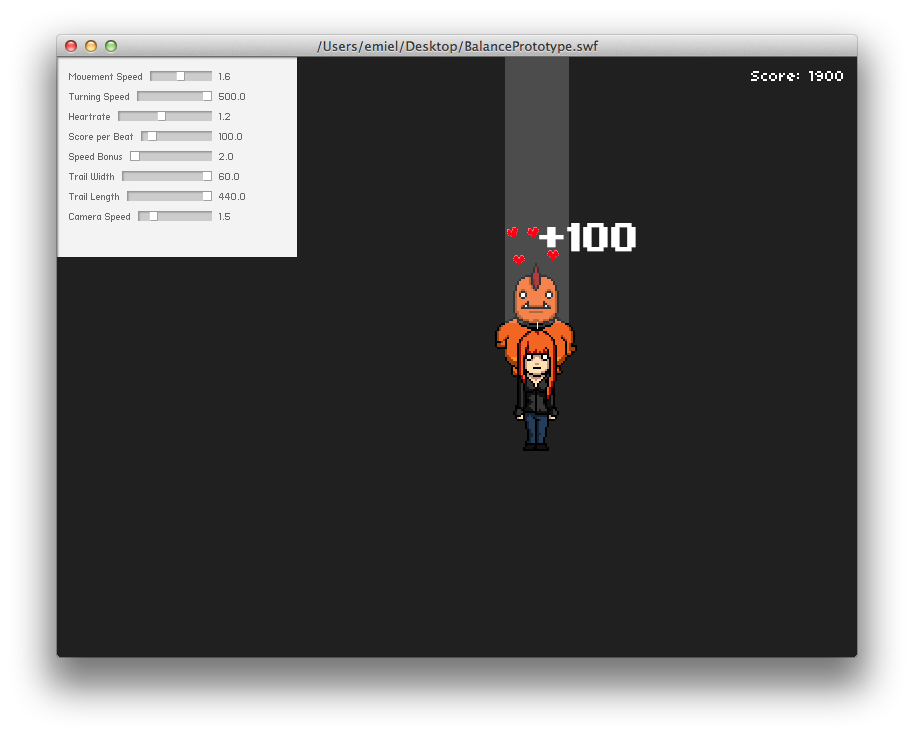 /Users/emiel/Desktop/BalancePrototype.swf
Movement Speed 1.6
Score: 1900
Turning Speed 500.0
Heartrate 1.2
Score per Beat 100.0
Speed Bonus 2.0
Trail Width 60.0
Trail Length 440.0
Camera Speed 1.5
+100